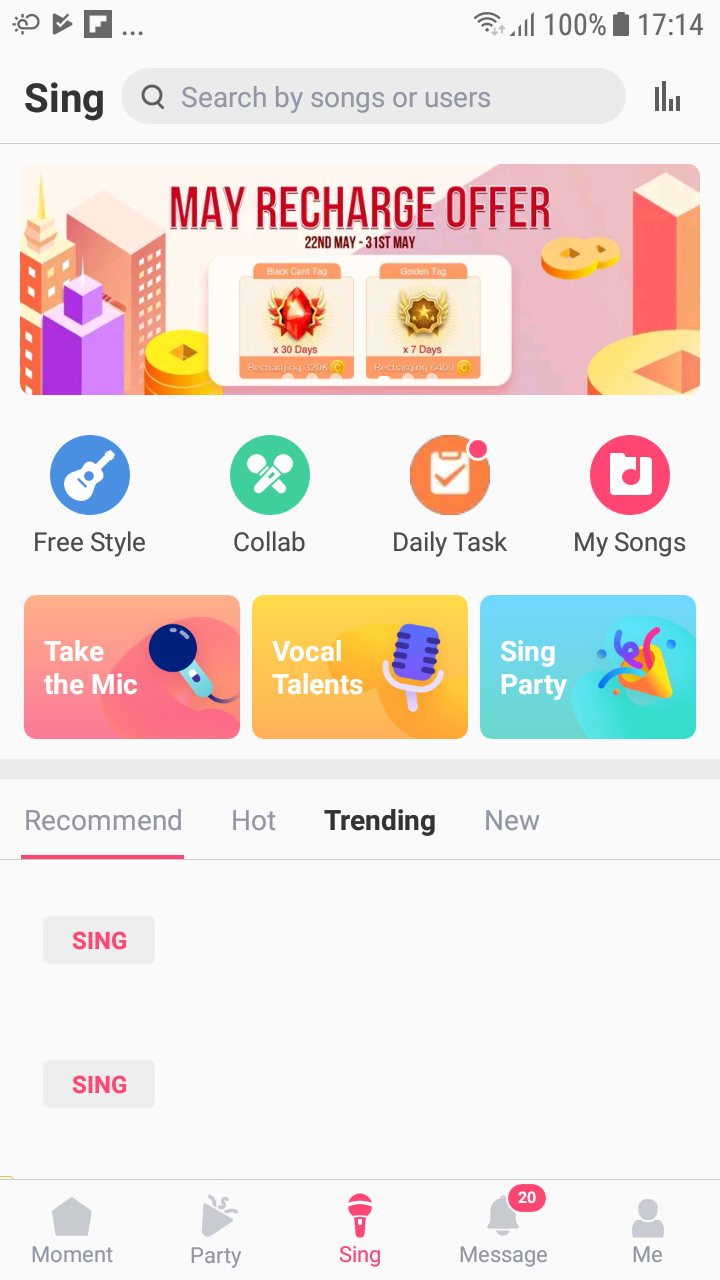 ... 100% 17:14
Sing Search by songs or users
MAY RECHARGE OFFER
22ND MAY - 31ST MAY
Black Card Tag Golden Tag
x 30 Days x 7 Days
Recharging 320K Recharging 6400
Free Style Collab Daily Task My Songs
Take
the Mic
Vocal
Talents
Sing
Party
Recommend Hot Trending New
SING
SING
20
Moment Party Sing Message Me